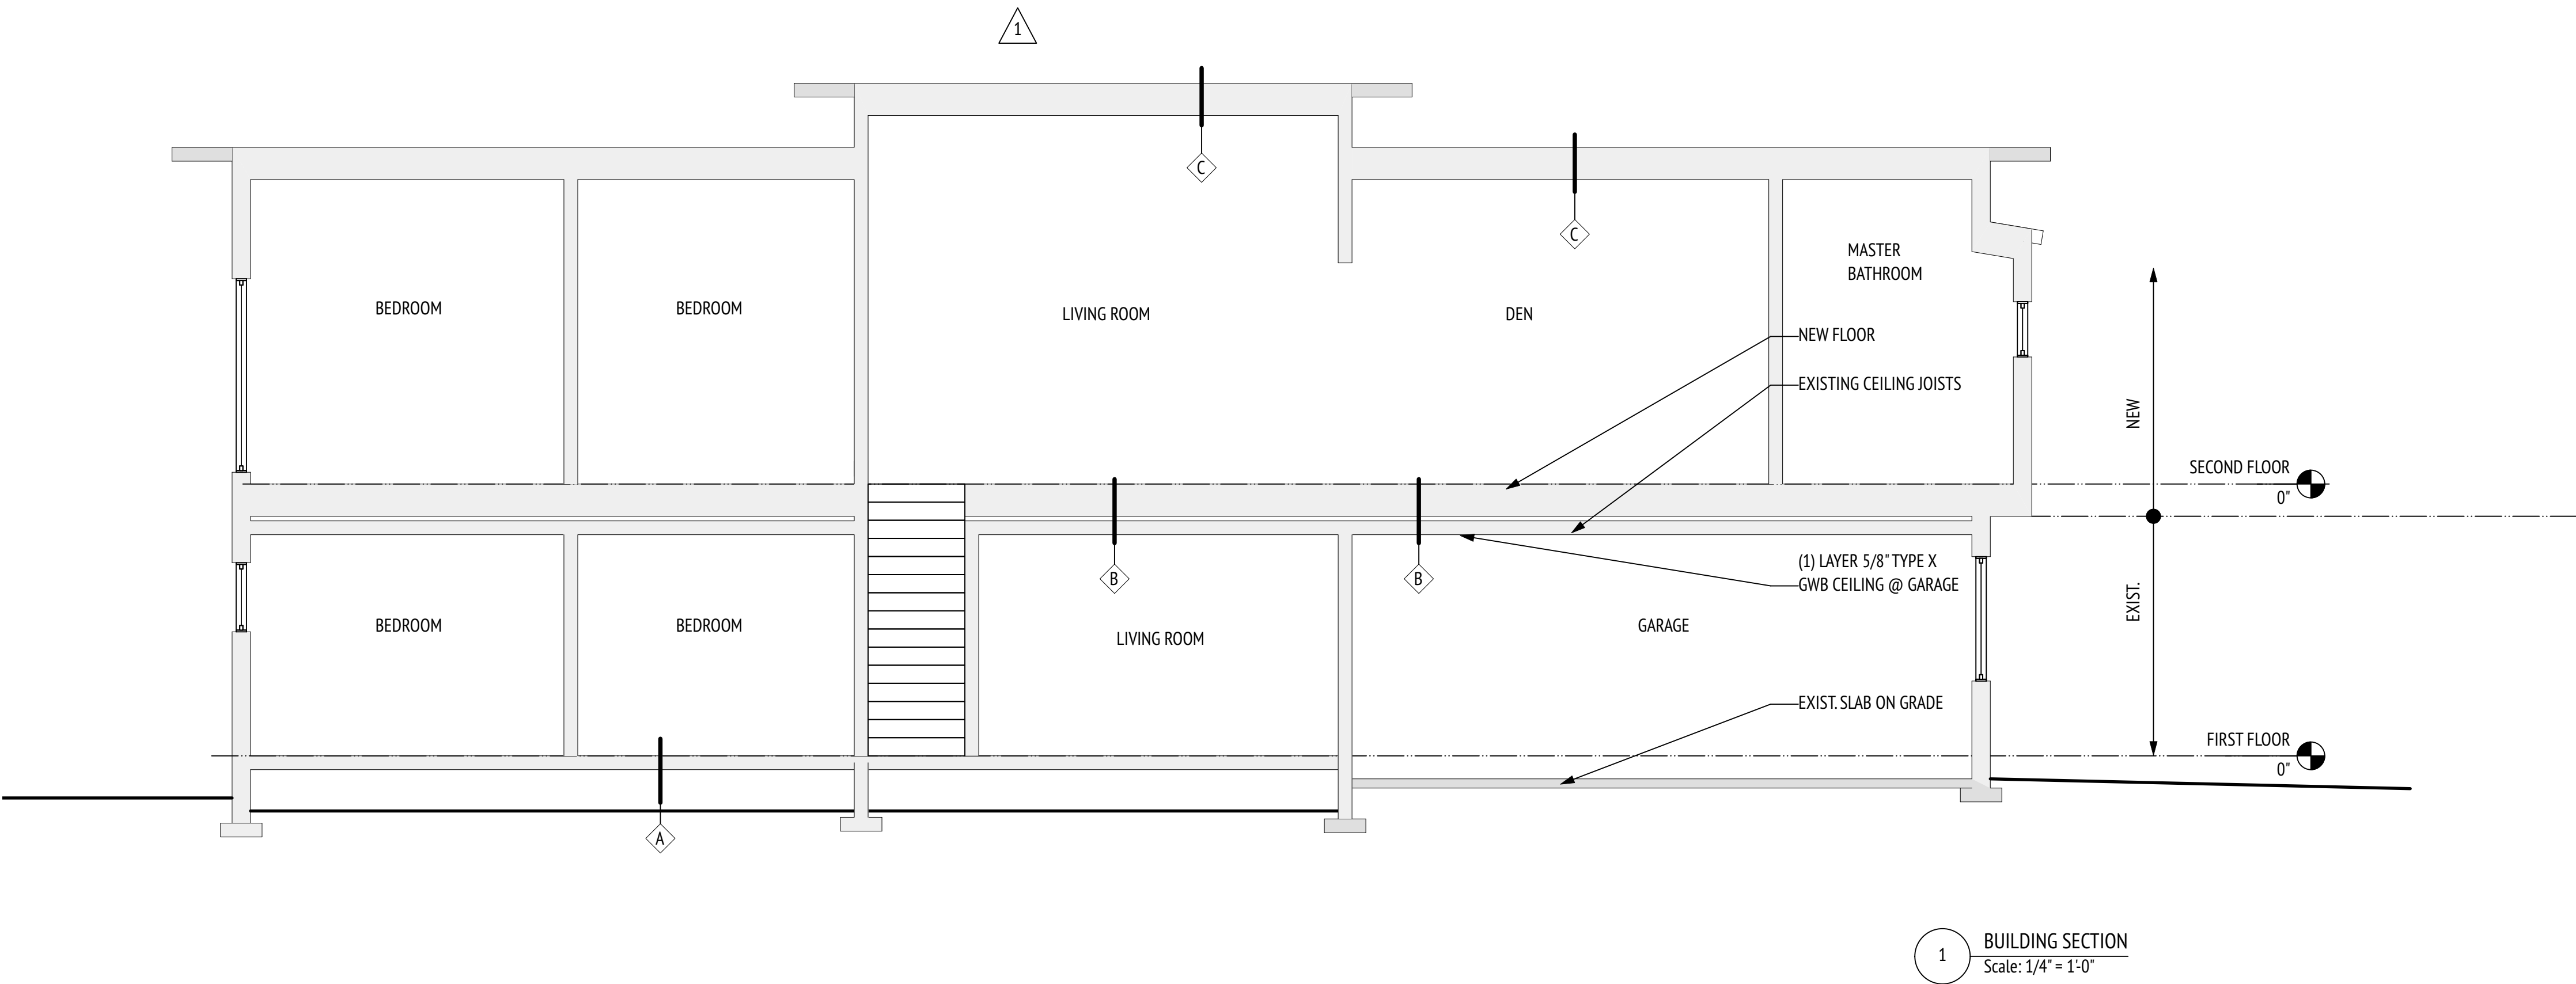 1
C
C
MASTER
BATHROOM
BEDROOM
BEDROOM
LIVING ROOM
DEN
NEW FLOOR
EXISTING CEILING JOISTS
NEW
SECOND FLOOR
0"
(1) LAYER 5/8" TYPE X
GWB CEILING @ GARAGE
B
B
EXIST.
BEDROOM
BEDROOM
LIVING ROOM
GARAGE
EXIST. SLAB ON GRADE
FIRST FLOOR
0"
A
1
BUILDING SECTION
Scale: 1/4" = 1'-0"